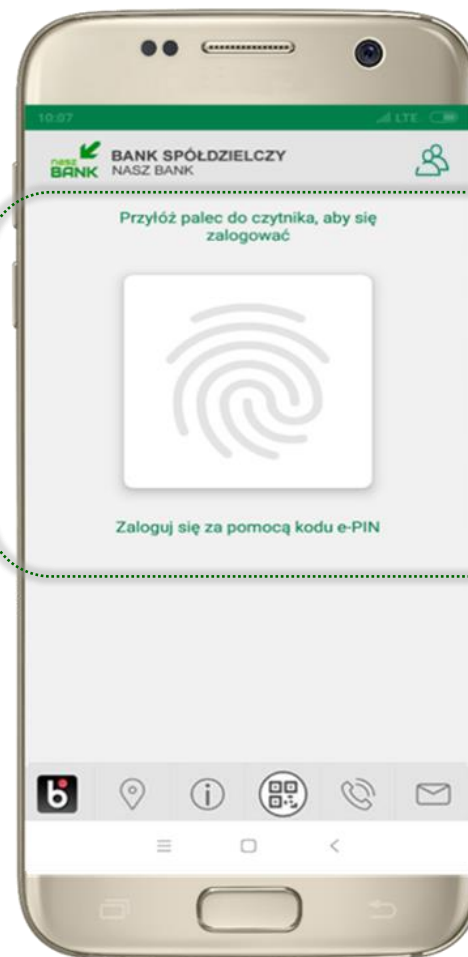 10:07 LTE
nasz BANK
BANK SPÓŁDZIELCZY
NASZ BANK
Przyłóż palec do czytnika, aby się
zalogować
Zaloguj się za pomocą kodu e-PIN
b
i